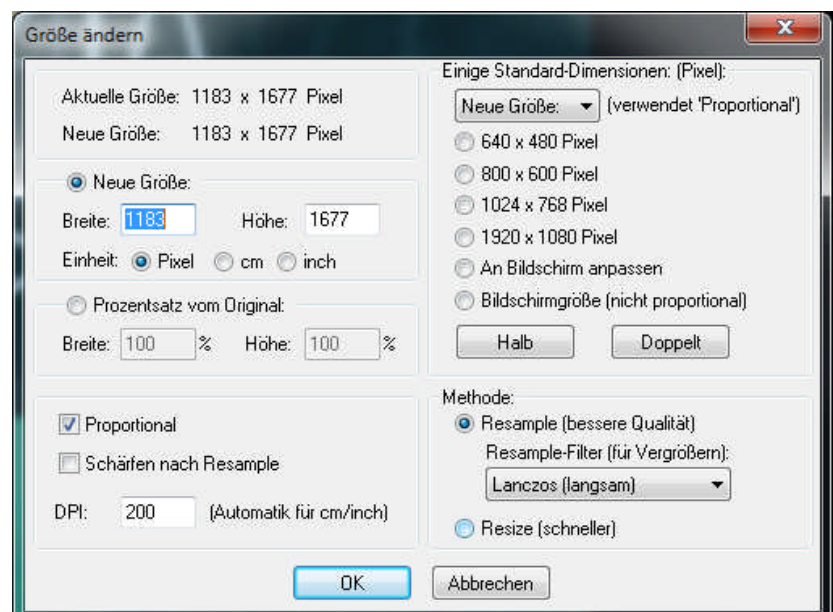 Größe ändern
Aktuelle Größe: 1183 x 1677 Pixel
Neue Größe: 1183 x 1677 Pixel
Neue Größe:
Breite: 1183 Höhe: 1677
Einheit: Pixel cm inch
Prozentsatz vom Original:
Breite: 100 % Höhe: 100 %
Proportional
Schärfen nach Resample
DPI: 200 (Automatik für cm/inch)
Einige Standard-Dimensionen: (Pixel):
Neue Größe: (verwendet 'Proportional')
640 x 480 Pixel
800 x 600 Pixel
1024 x 768 Pixel
1920 x 1080 Pixel
An Bildschirm anpassen
Bildschirmgröße (nicht proportional)
Halb Doppelt
Methode:
Resample (bessere Qualität)
Resample-Filter (für Vergrößern):
Lanczos (langsam)
Resize (schneller)
OK Abbrechen